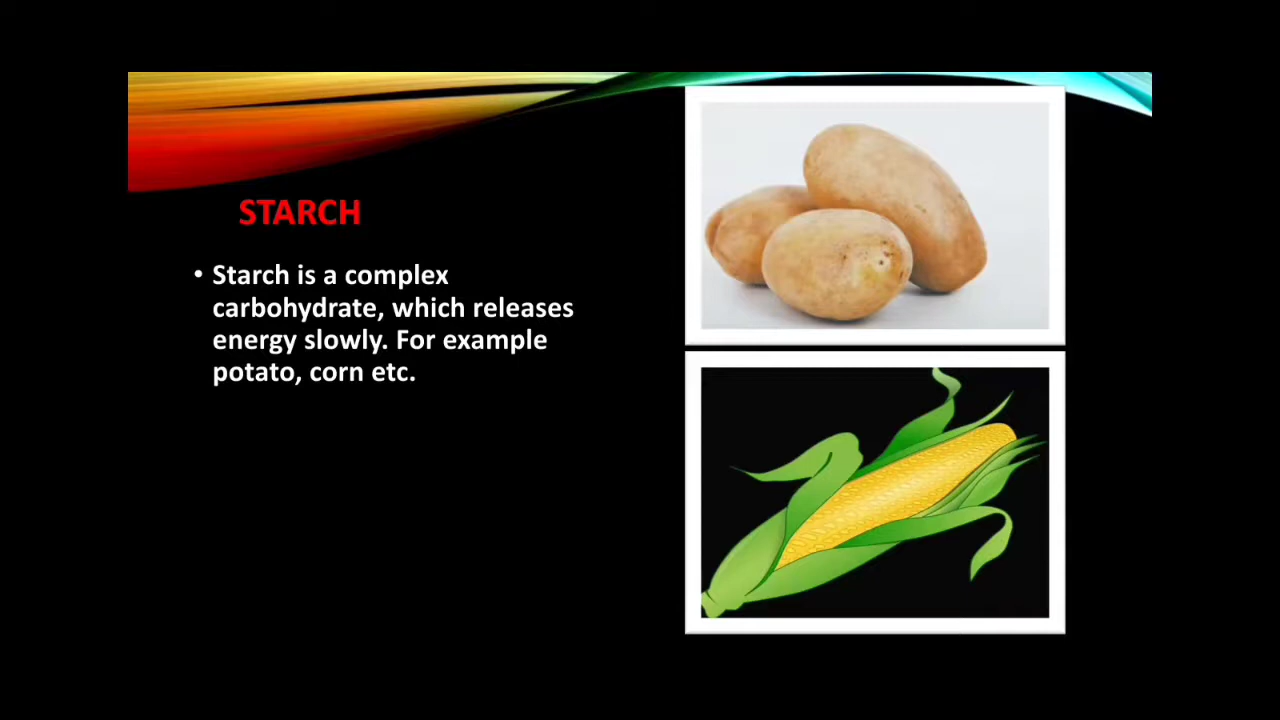 STARCH
• Starch is a complex
carbohydrate, which releases
energy slowly. For example
potato, corn etc.